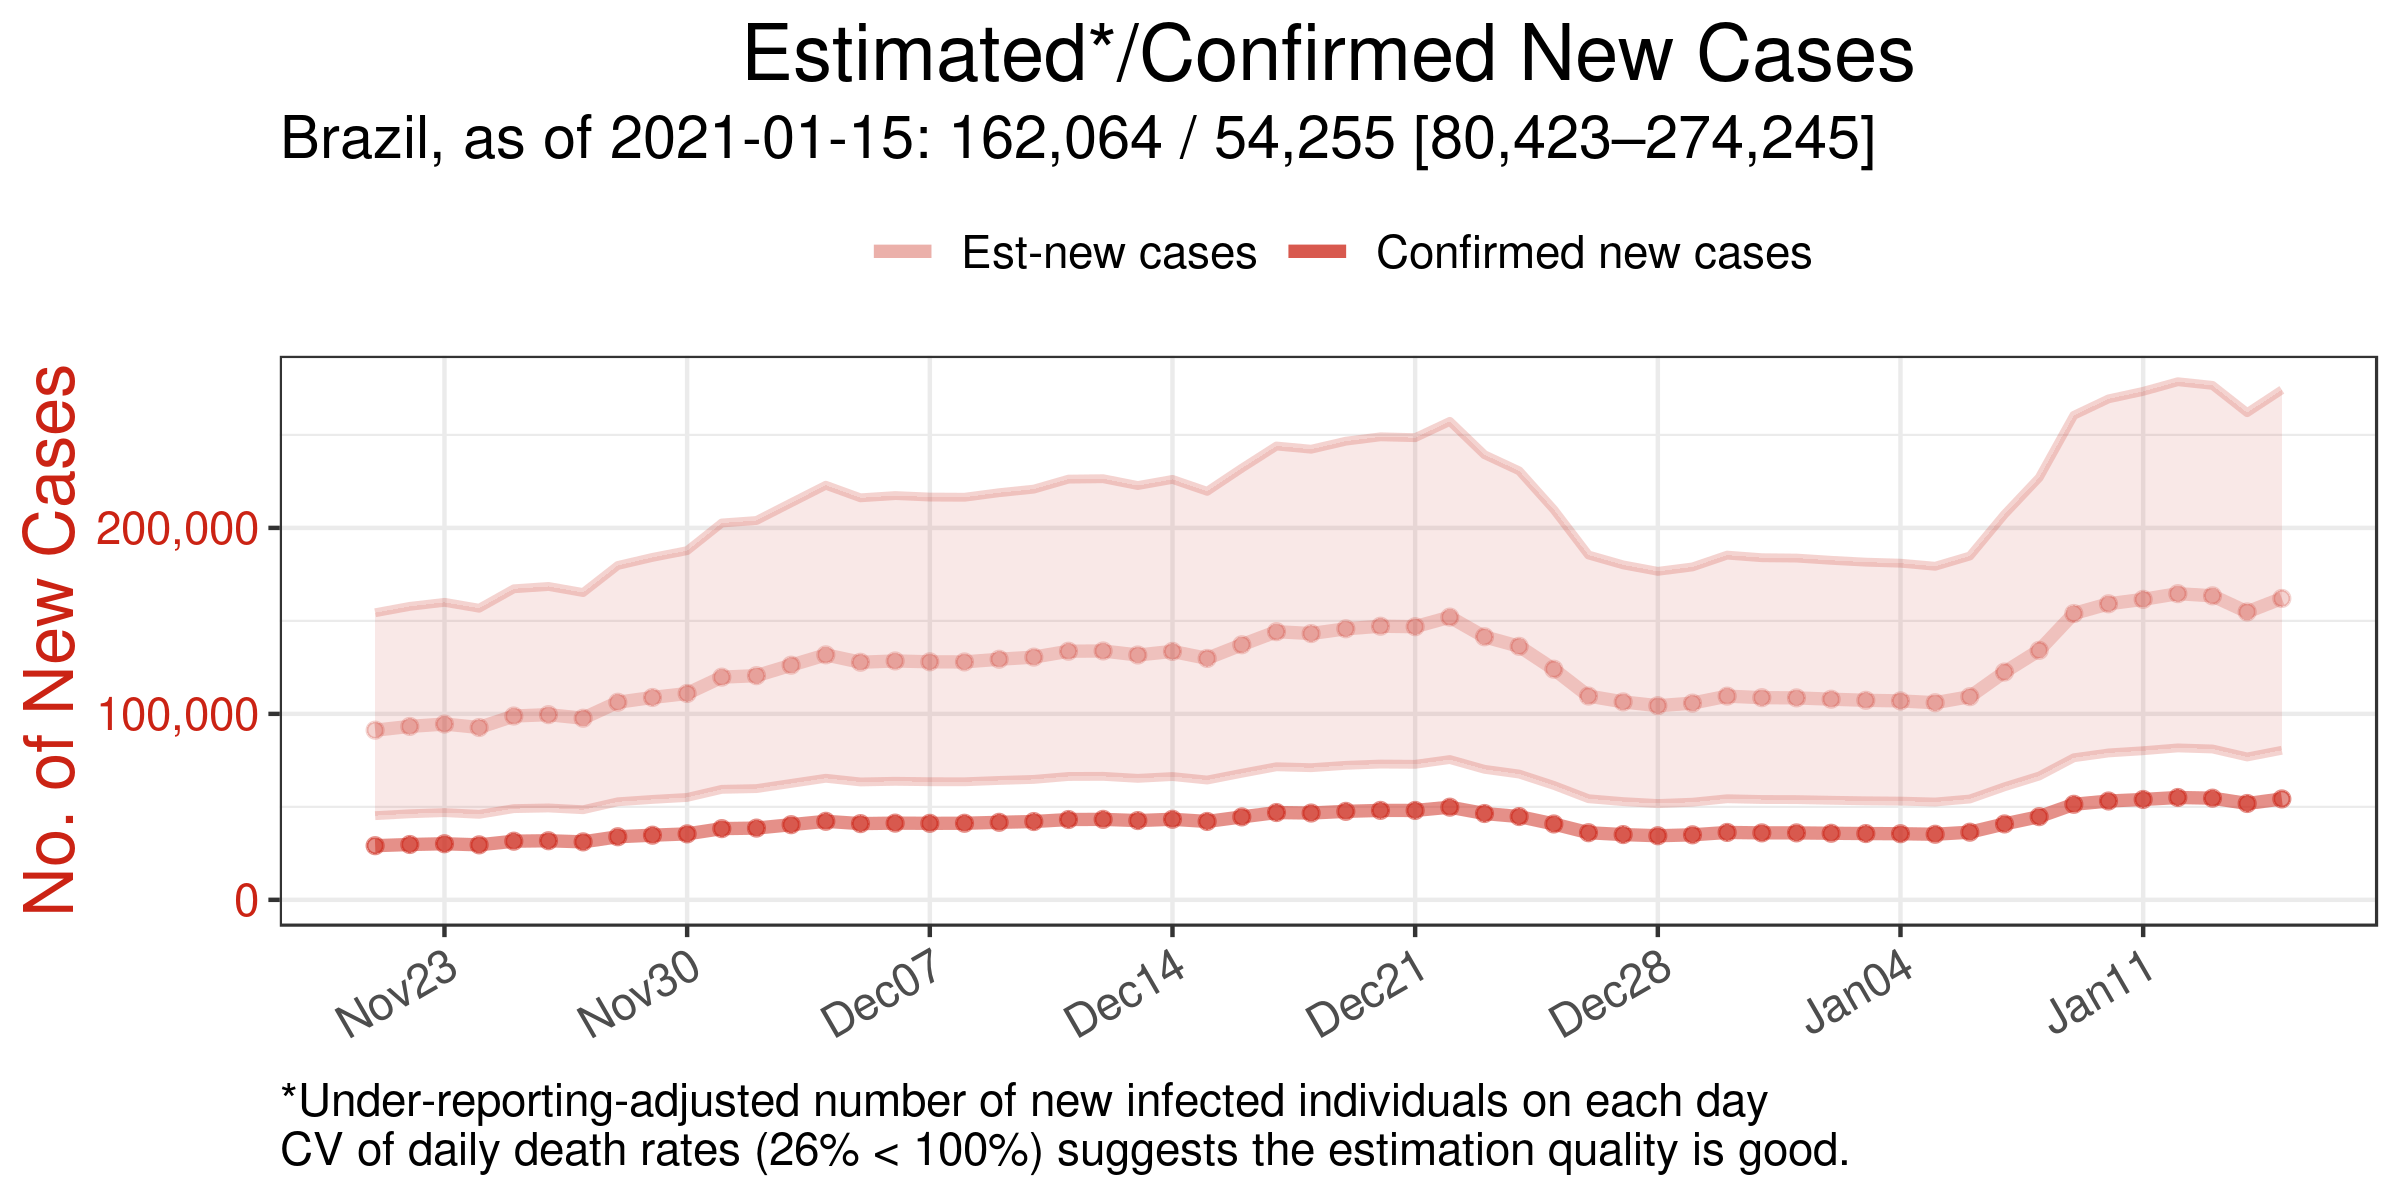 Estimated*/Confirmed New Cases
Brazil, as of 2021-01-15: 162,064 / 54,255 [80,423–274,245]
Est-new cases
Confirmed new cases
No. of New Cases
200,000
100,000
0
Nov23
Nov30
Dec07
Dec14
Dec21
Dec28
Jan04
Jan11
*Under-reporting-adjusted number of new infected individuals on each day
CV of daily death rates (26% < 100%) suggests the estimation quality is good.